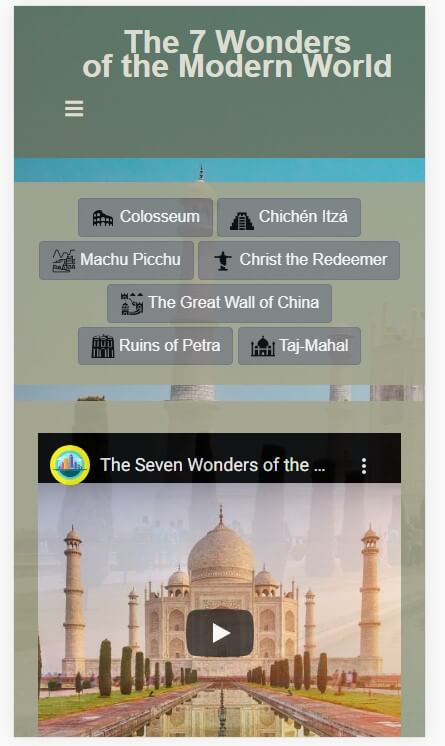 The 7 Wonders
of the Modern World
Colosseum
Chichén Itzá
Machu Picchu
Christ the Redeemer
The Great Wall of China
Ruins of Petra
Taj-Mahal
The Seven Wonders of the ...